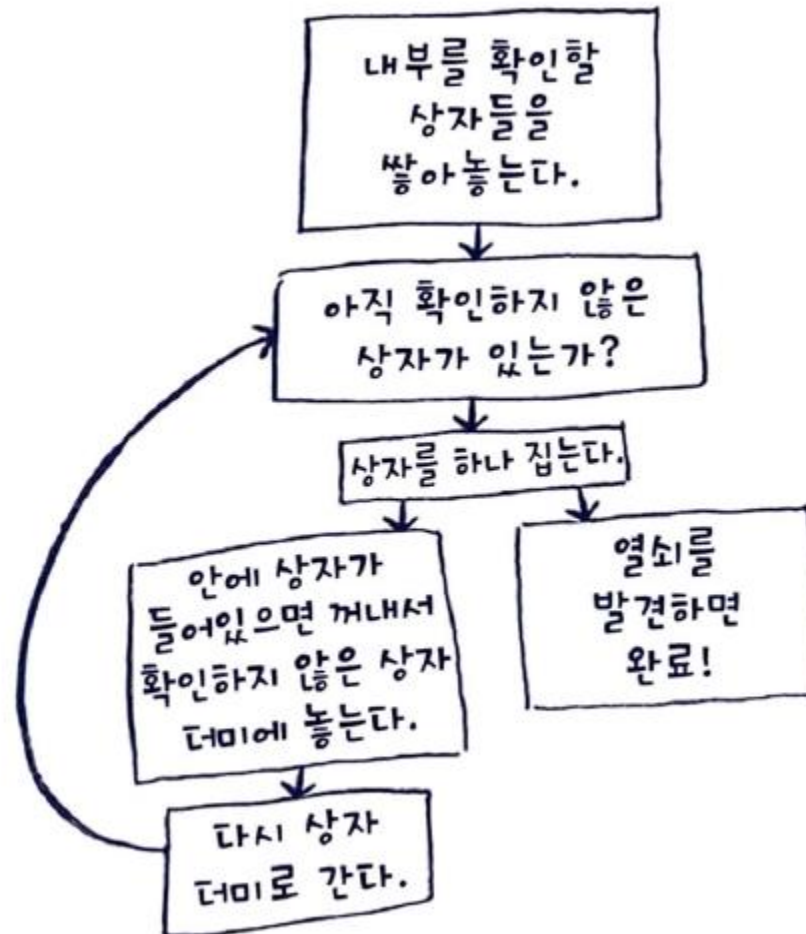 내부를 확인할
상자들을
쌓아놓는다.
아직 확인하지 않은
상자가 있는가?
상자를 하나 집는다.
안에 상자가
들어있으면 꺼내서
확인하지 않은 상자
더미에 놓는다.
열쇠를
발견하면
완료!
다시 상자
더미로 간다.